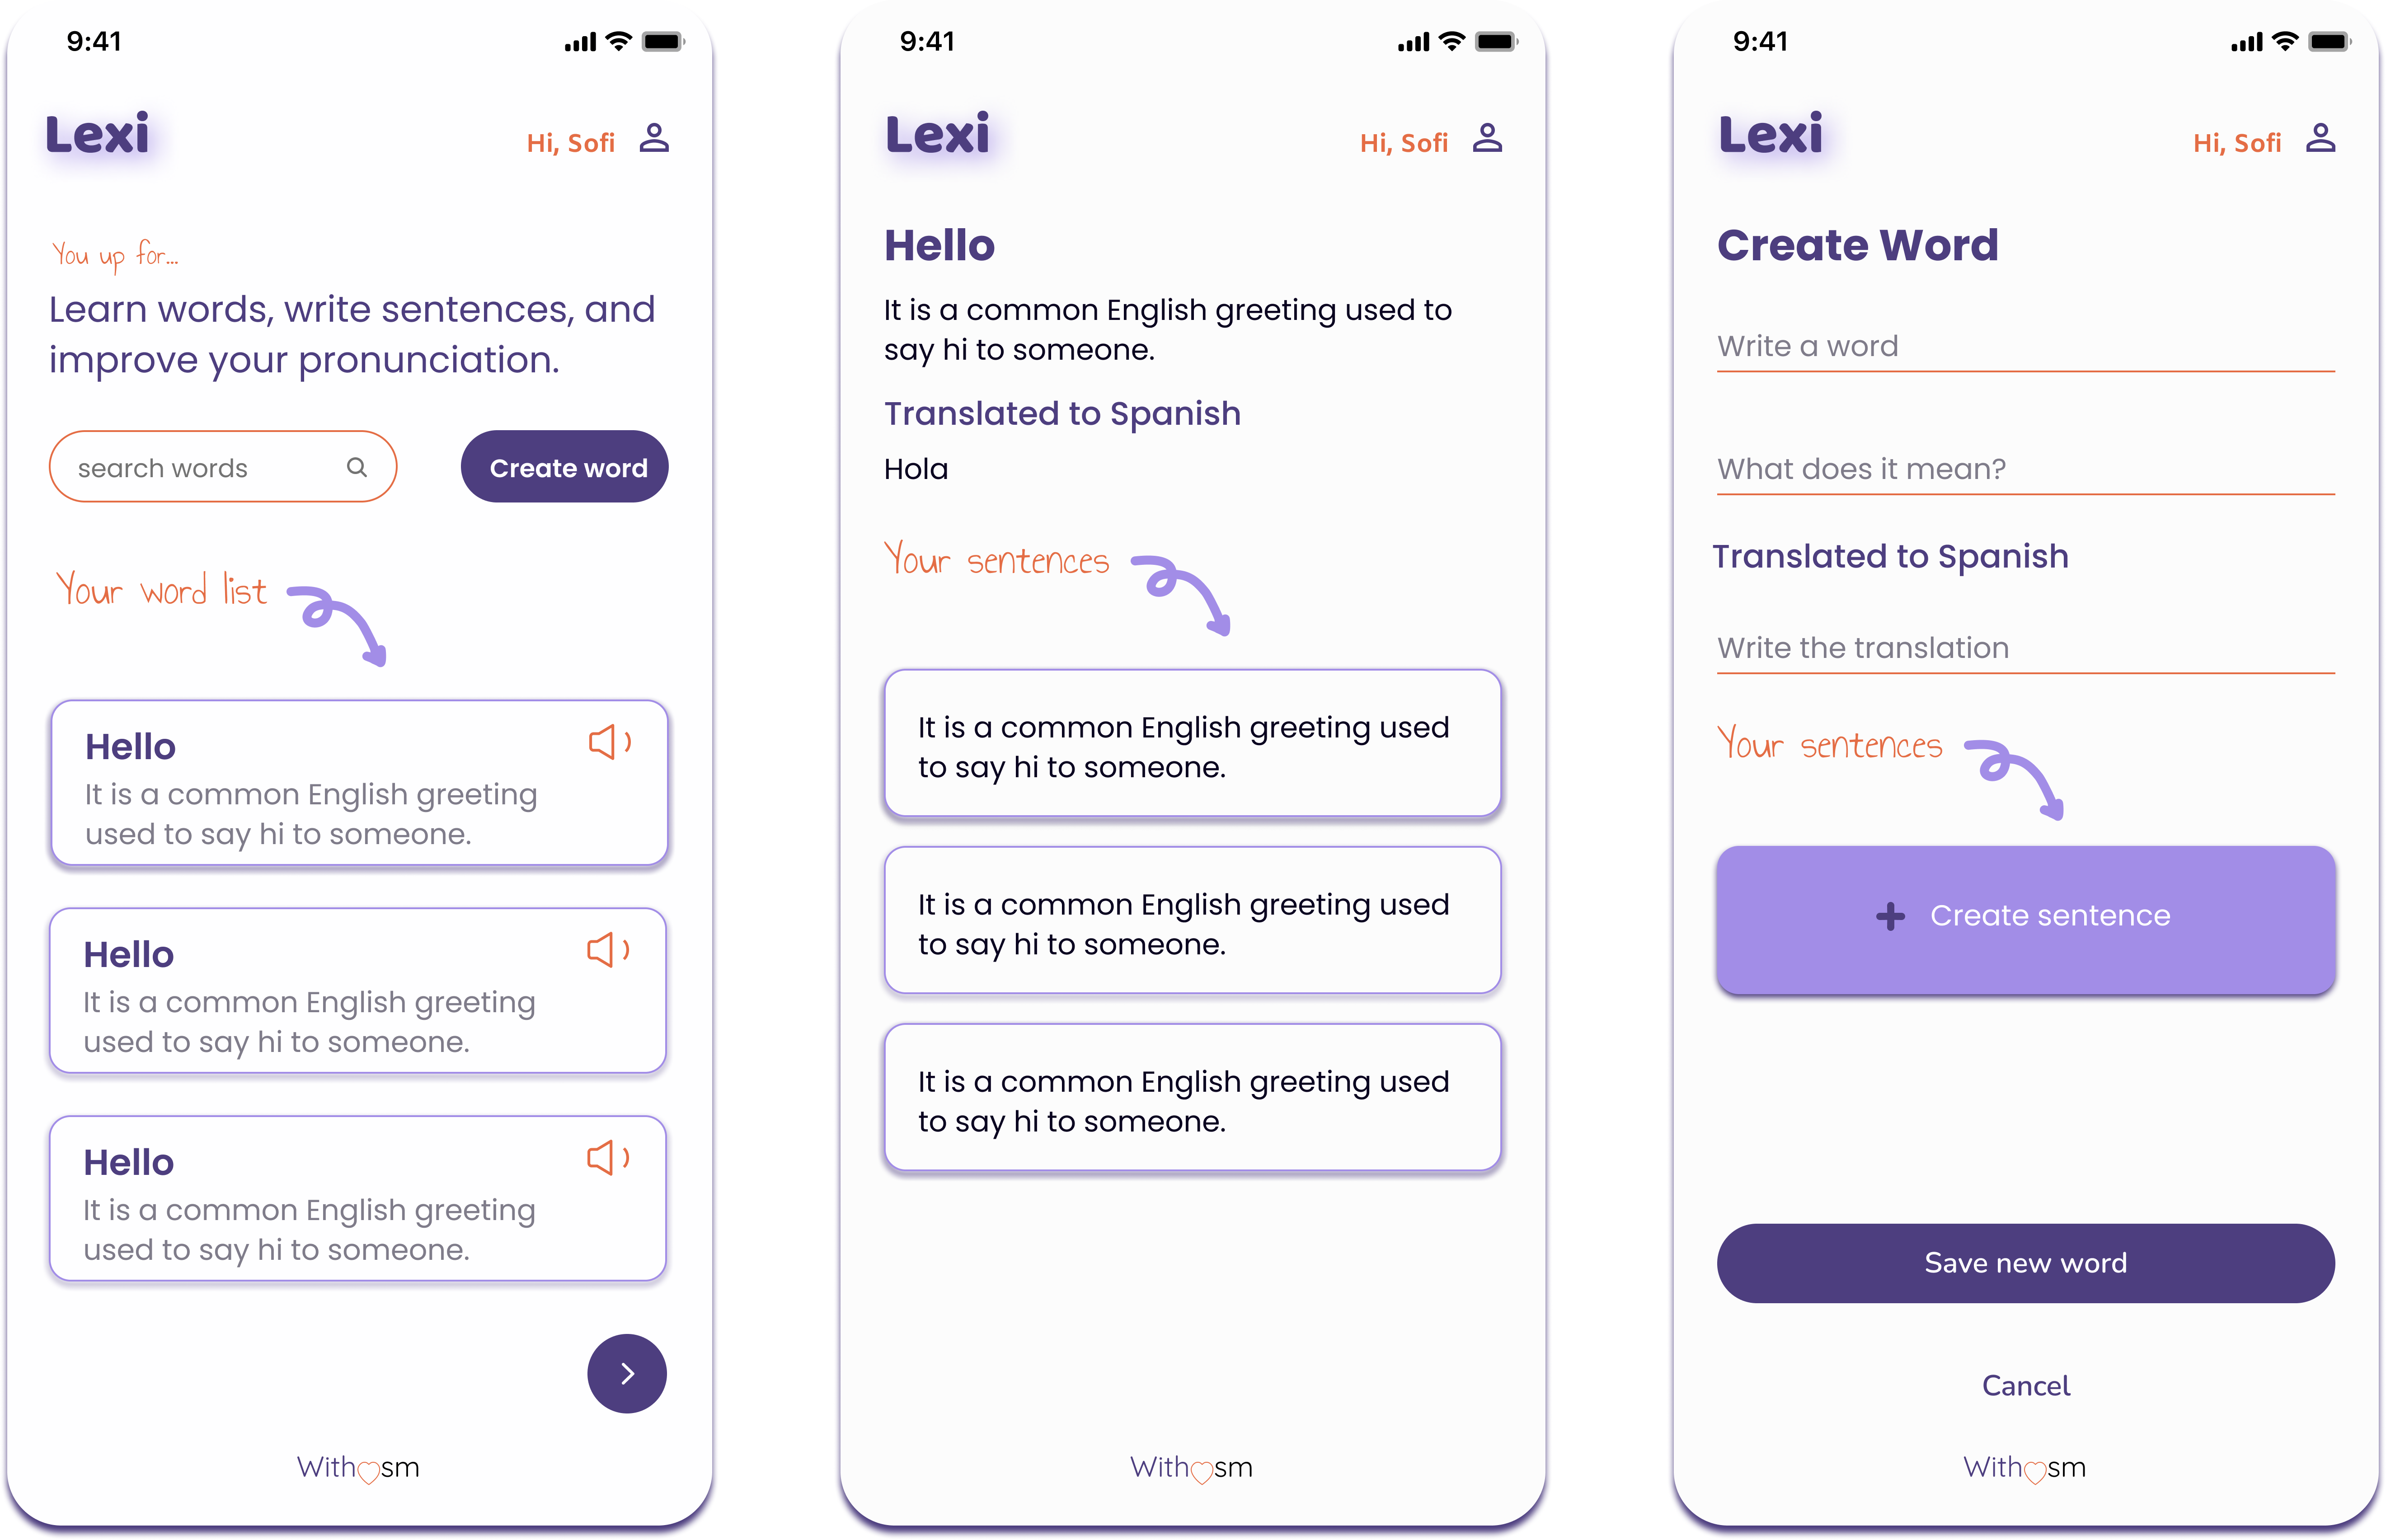 9:41
Lexi
Hi, Sofi
You up for...
Learn words, write sentences, and
improve your pronunciation.
search words
Create word
Your word list
Hello
It is a common English greeting
used to say hi to someone.
Hello
It is a common English greeting
used to say hi to someone.
Hello
It is a common English greeting
used to say hi to someone.
With sm
9:41
Lexi
Hi, Sofi
Hello
It is a common English greeting used to
say hi to someone.
Translated to Spanish
Hola
Your sentences
It is a common English greeting used
to say hi to someone.
It is a common English greeting used
to say hi to someone.
It is a common English greeting used
to say hi to someone.
With sm
9:41
Lexi
Hi, Sofi
Create Word
Write a word
What does it mean?
Translated to Spanish
Write the translation
Your sentences
Create sentence
Save new word
Cancel
With sm